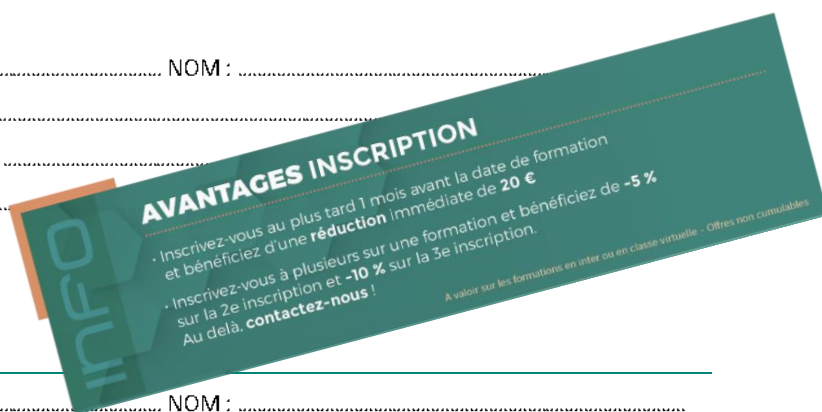 NOM :
INFO
AVANTAGES INSCRIPTION
• Inscrivez-vous au plus tard 1 mois avant la date de formation
et bénéficiez d'une réduction immédiate de 20 €
• Inscrivez-vous à plusieurs sur une formation et bénéficiez de -5 %
sur la 2e inscription et -10 % sur la 3e inscription.
Au delà, contactez-nous !
A valoir sur les formations en inter ou en classe virtuelle - Offres non cumulables
NOM :